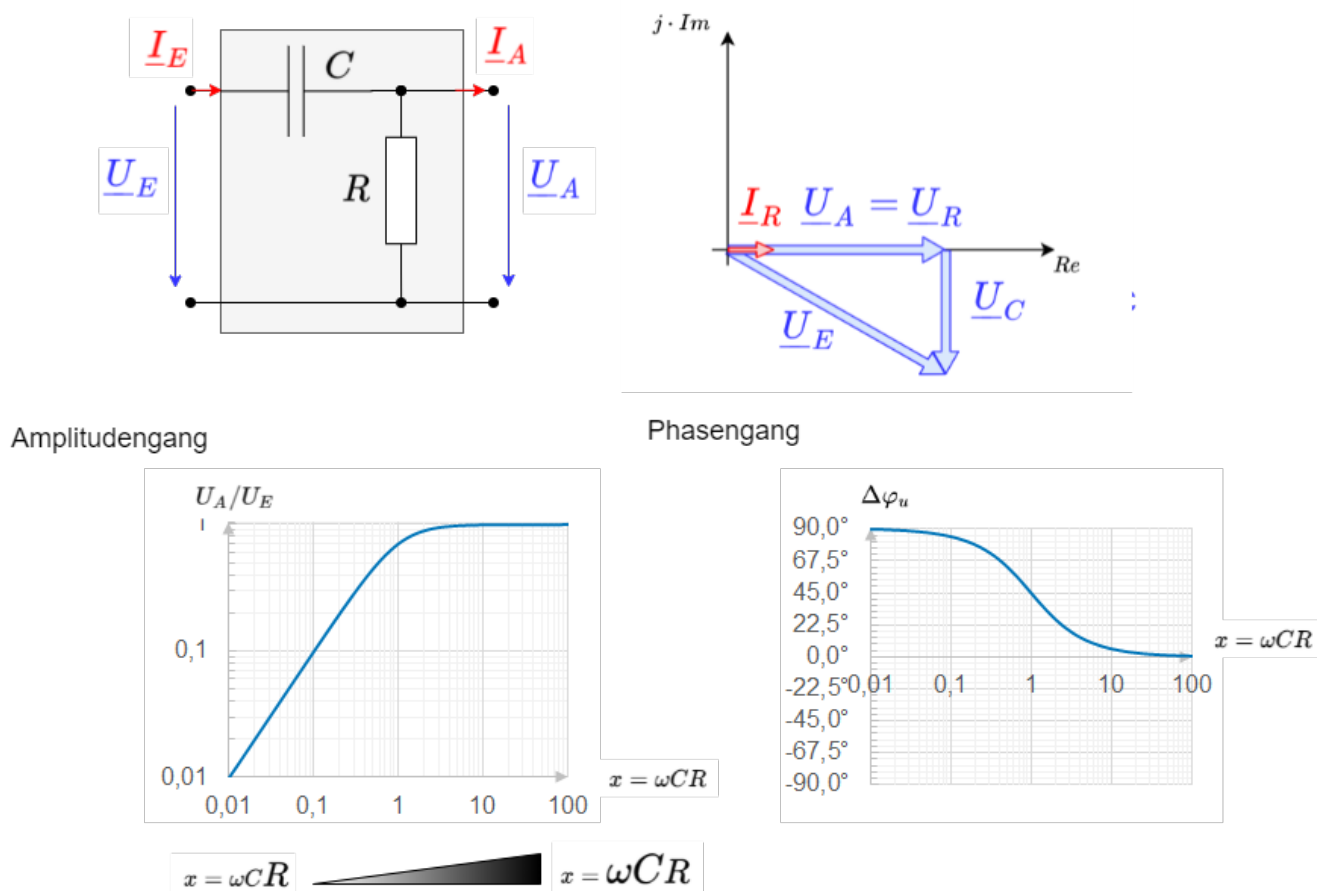 I_E
C
I_A
U_E
R
U_A
j · Im
I_R U_A = U_R
Re
U_C
U_E
;
Amplitudengang
Phasengang
U_A/U_E
1
0,1
0,01
0,01 0,1 1 10 100
x = ωCR
Δφ_u
90,0°
67,5°
45,0°
22,5°
0,0°
-22,5°
-45,0°
-67,5°
-90,0°
0,01 0,1 1 10 100
x = ωCR
x = ωCR
x = ωCR